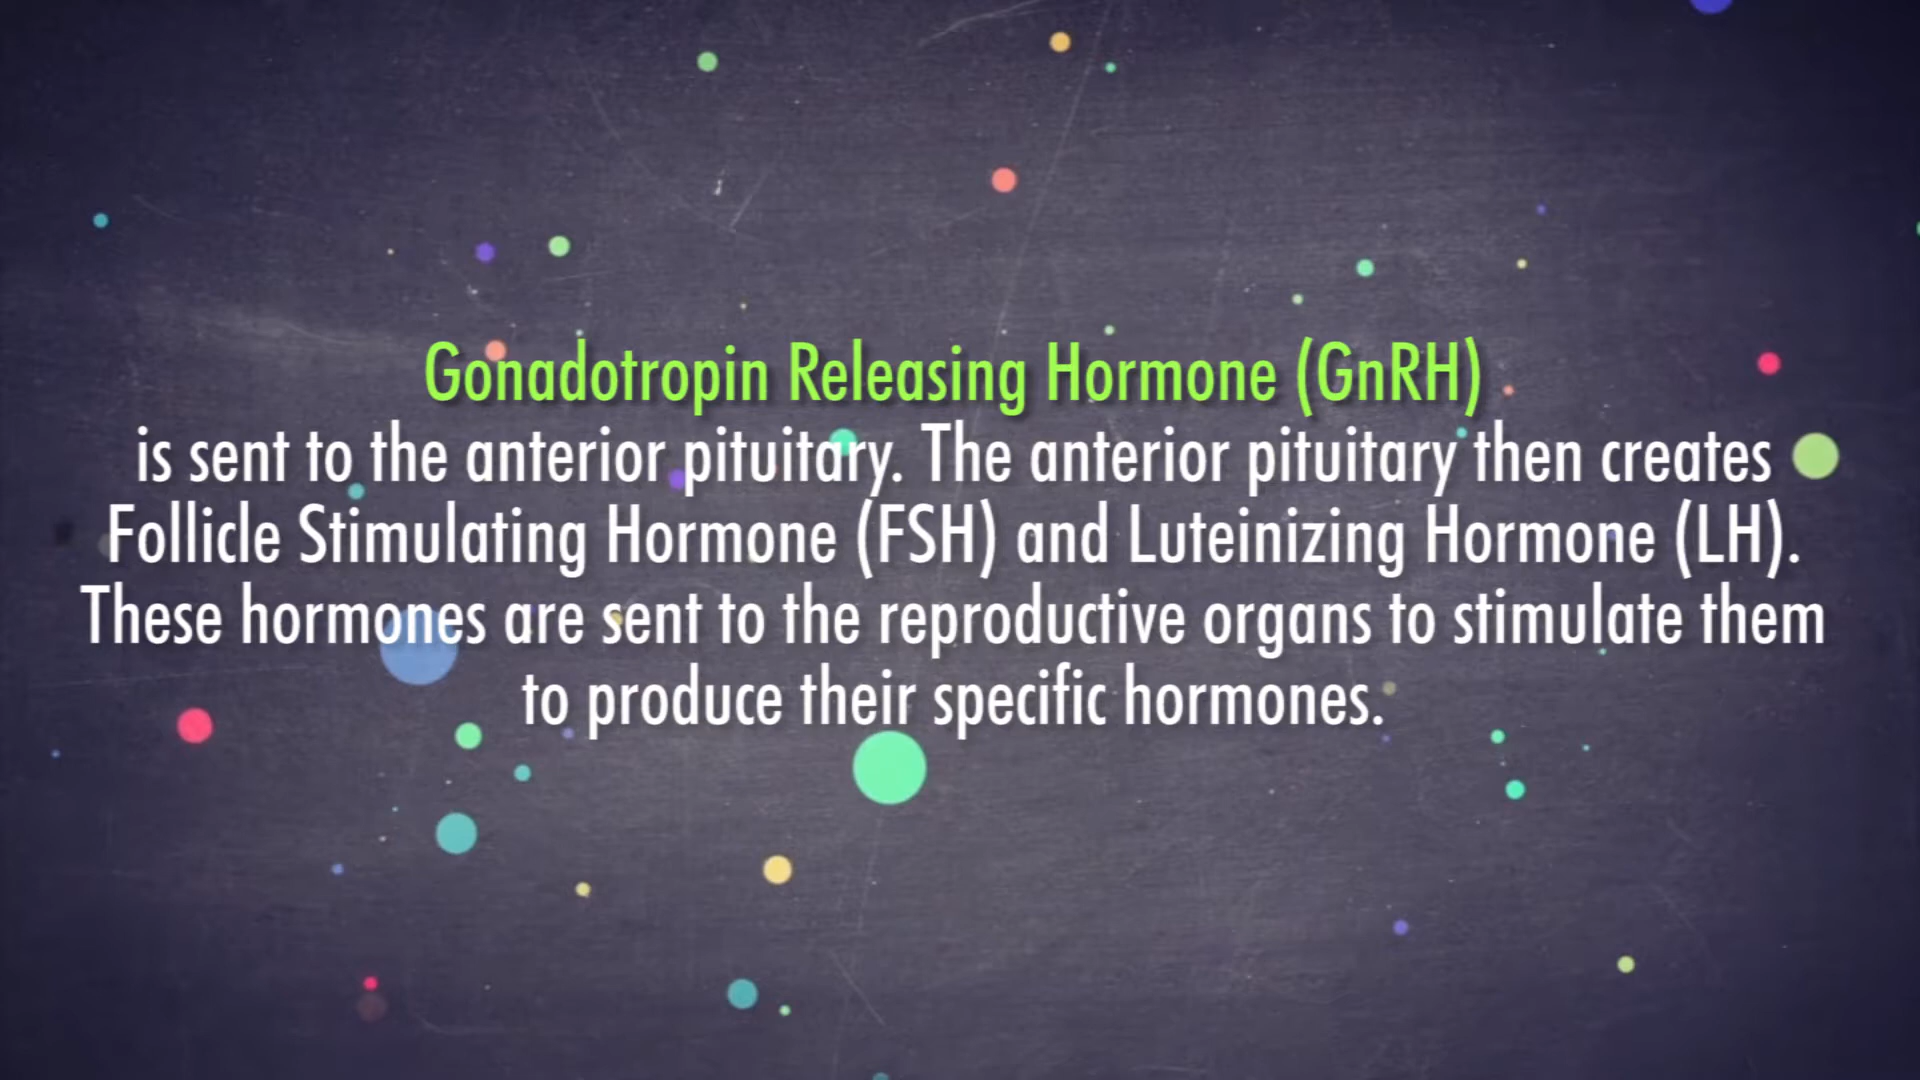 Gonadotropin Releasing Hormone (GnRH)
is sent to the anterior pituitary. The anterior pituitary then creates
Follicle Stimulating Hormone (FSH) and Luteinizing Hormone (LH).
These hormones are sent to the reproductive organs to stimulate them
to produce their specific hormones.